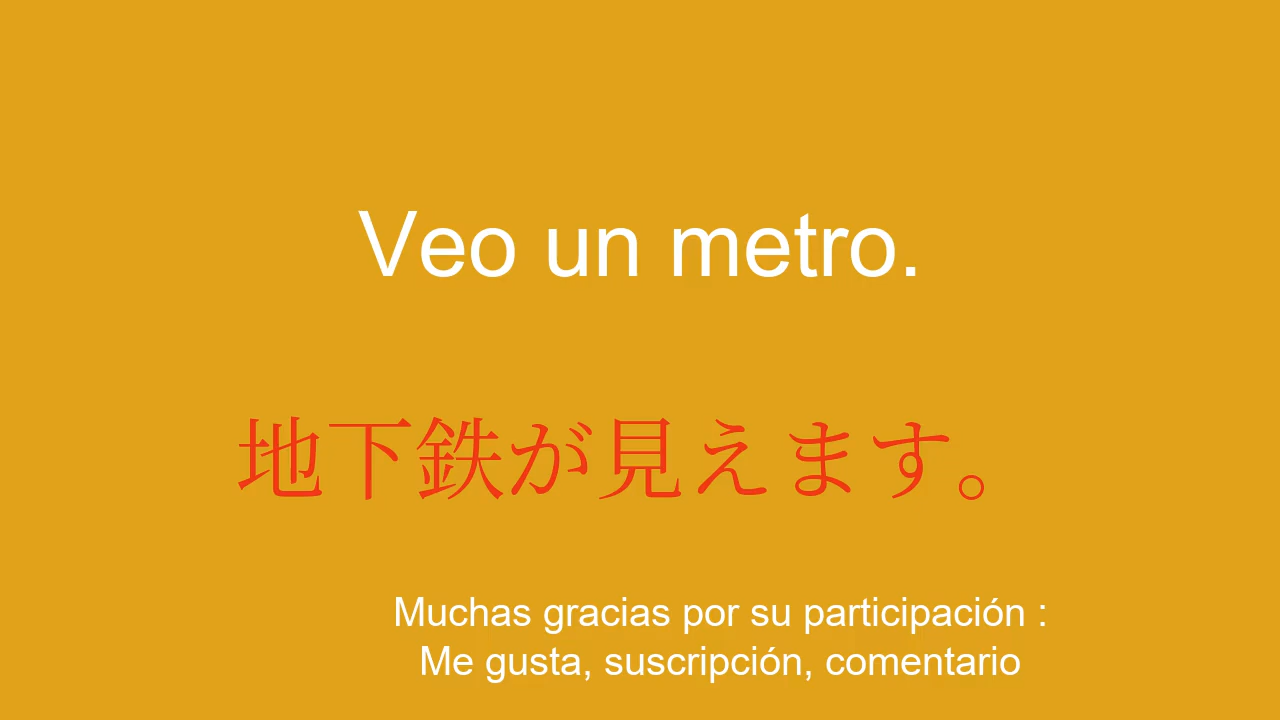 Veo un metro.
地下鉄が見えます。
Muchas gracias por su participación :
Me gusta, suscripción, comentario